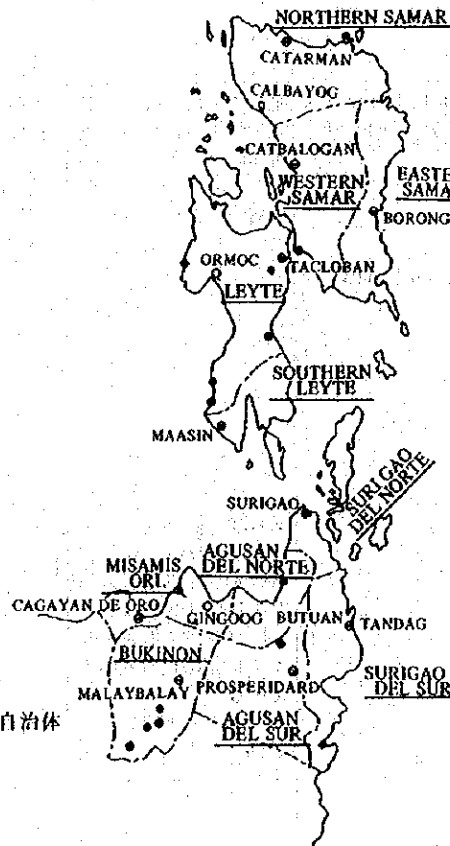 NORTHERN SAMAR
CATARMAN
CALBAYOG
CATBALOGAN
WESTERN
SAMAR
EASTE
SAMA
BORONG
ORMOC
TACLOBAN
LEYTE
SOUTHERN
LEYTE
MAASIN
SURIGAO
SURIGAO
DEL NORTE
AGUSAN
DEL NORTE
MISAMIS
ORI.
CAGAYAN DE ORO
GINGOOG
BUTUAN
TANDAG
BUKINON
MALAYBALAY
PROSPERIDARD
SURIGAO
DEL SUR
AGUSAN
DEL SUR
自治体